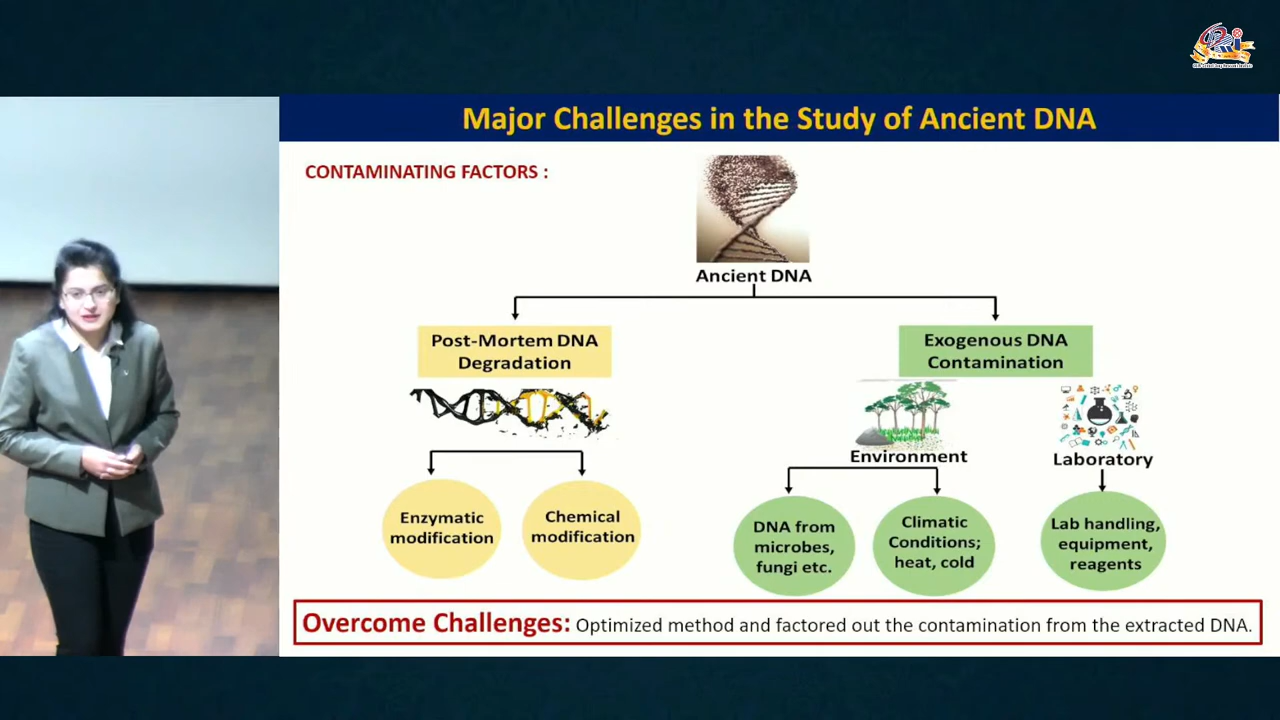 Major Challenges in the Study of Ancient DNA
CONTAMINATING FACTORS :
Ancient DNA
Post-Mortem DNA
Degradation
Exogenous DNA
Contamination
Environment
Laboratory
Enzymatic
modification
Chemical
modification
DNA from
microbes,
fungi etc.
Climatic
Conditions;
heat, cold
Lab handling,
equipment,
reagents
Overcome Challenges: Optimized method and factored out the contamination from the extracted DNA.